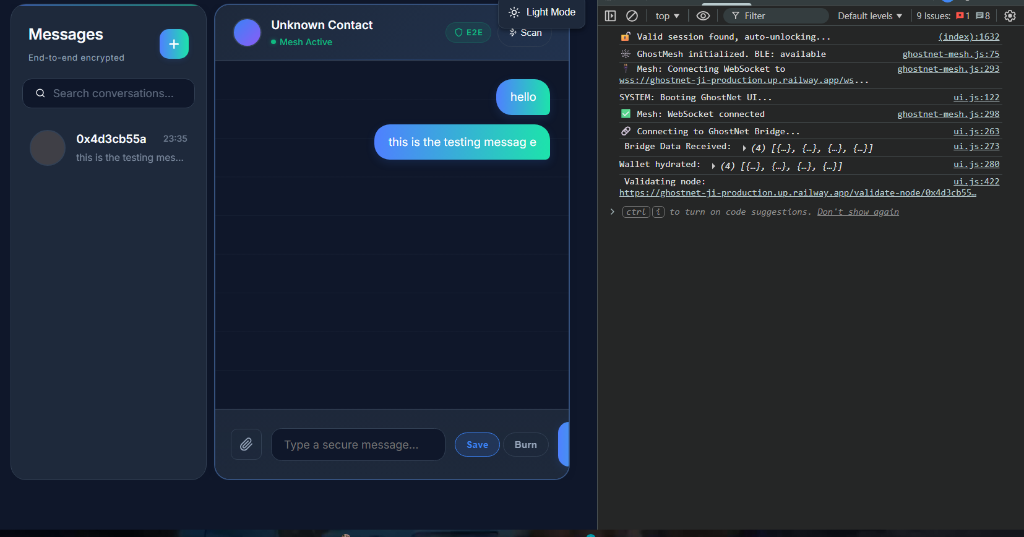 Messages
+
End-to-end encrypted
Search conversations...
0x4d3cb55a 23:35
this is the testing mes...
Unknown Contact
Mesh Active
E2E
Scan
Light Mode
hello
this is the testing messag e
Type a secure message...
Save
Burn
top
Filter
Default levels
9 Issues: 1 8
Valid session found, auto-unlocking... (index):1632
GhostMesh initialized. BLE: available ghostnet-mesh.js:75
Mesh: Connecting WebSocket to ghostnet-mesh.js:293
wss://ghostnet-ji-production.up.railway.app/ws...
SYSTEM: Booting GhostNet UI... ui.js:122
Mesh: WebSocket connected ghostnet-mesh.js:298
Connecting to GhostNet Bridge... ui.js:263
Bridge Data Received: (4) [{…}, {…}, {…}, {…}] ui.js:273
Wallet hydrated: (4) [{…}, {…}, {…}, {…}] ui.js:280
Validating node: ui.js:422
https://ghostnet-ji-production.up.railway.app/validate-node/0x4d3cb55…
ctrl i to turn on code suggestions. Don't show again